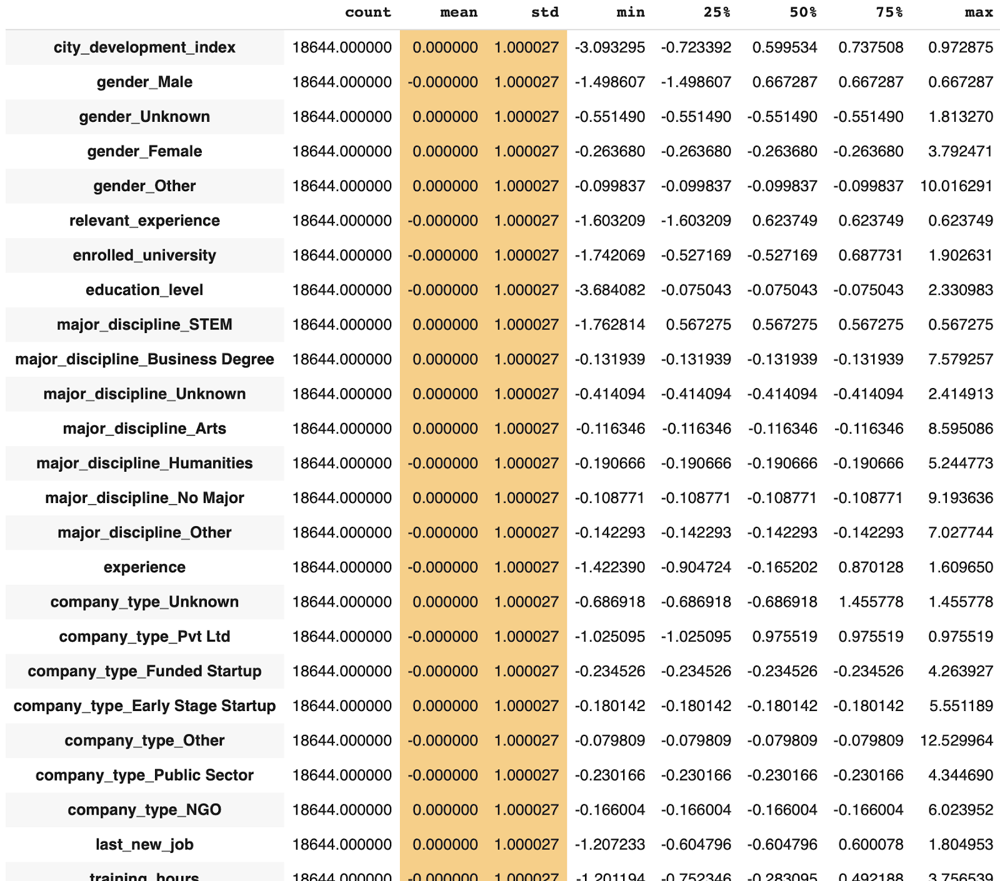 count mean std min 25% 50% 75% max
city_development_index 18644.000000 0.000000 1.000027 -3.093295 -0.723392 0.599534 0.737508 0.972875
gender_Male 18644.000000 -0.000000 1.000027 -1.498607 -1.498607 0.667287 0.667287 0.667287
gender_Unknown 18644.000000 0.000000 1.000027 -0.551490 -0.551490 -0.551490 -0.551490 1.813270
gender_Female 18644.000000 0.000000 1.000027 -0.263680 -0.263680 -0.263680 -0.263680 3.792471
gender_Other 18644.000000 0.000000 1.000027 -0.099837 -0.099837 -0.099837 -0.099837 10.016291
relevant_experience 18644.000000 -0.000000 1.000027 -1.603209 -1.603209 0.623749 0.623749 0.623749
enrolled_university 18644.000000 -0.000000 1.000027 -1.742069 -0.527169 -0.527169 0.687731 1.902631
education_level 18644.000000 -0.000000 1.000027 -3.684082 -0.075043 -0.075043 -0.075043 2.330983
major_discipline_STEM 18644.000000 0.000000 1.000027 -1.762814 0.567275 0.567275 0.567275 0.567275
major_discipline_Business Degree 18644.000000 0.000000 1.000027 -0.131939 -0.131939 -0.131939 -0.131939 7.579257
major_discipline_Unknown 18644.000000 0.000000 1.000027 -0.414094 -0.414094 -0.414094 -0.414094 2.414913
major_discipline_Arts 18644.000000 0.000000 1.000027 -0.116346 -0.116346 -0.116346 -0.116346 8.595086
major_discipline_Humanities 18644.000000 -0.000000 1.000027 -0.190666 -0.190666 -0.190666 -0.190666 5.244773
major_discipline_No Major 18644.000000 0.000000 1.000027 -0.108771 -0.108771 -0.108771 -0.108771 9.193636
major_discipline_Other 18644.000000 -0.000000 1.000027 -0.142293 -0.142293 -0.142293 -0.142293 7.027744
experience 18644.000000 -0.000000 1.000027 -1.422390 -0.904724 -0.165202 0.870128 1.609650
company_type_Unknown 18644.000000 0.000000 1.000027 -0.686918 -0.686918 -0.686918 1.455778 1.455778
company_type_Pvt Ltd 18644.000000 -0.000000 1.000027 -1.025095 -1.025095 0.975519 0.975519 0.975519
company_type_Funded Startup 18644.000000 -0.000000 1.000027 -0.234526 -0.234526 -0.234526 -0.234526 4.263927
company_type_Early Stage Startup 18644.000000 0.000000 1.000027 -0.180142 -0.180142 -0.180142 -0.180142 5.551189
company_type_Other 18644.000000 -0.000000 1.000027 -0.079809 -0.079809 -0.079809 -0.079809 12.529964
company_type_Public Sector 18644.000000 -0.000000 1.000027 -0.230166 -0.230166 -0.230166 -0.230166 4.344690
company_type_NGO 18644.000000 0.000000 1.000027 -0.166004 -0.166004 -0.166004 -0.166004 6.023952
last_new_job 18644.000000 0.000000 1.000027 -1.207233 -0.604796 -0.604796 0.600078 1.804953
training_hours 18644.000000 -0.000000 1.000027 -1.201194 -0.752346 -0.283095 0.492188 3.756539